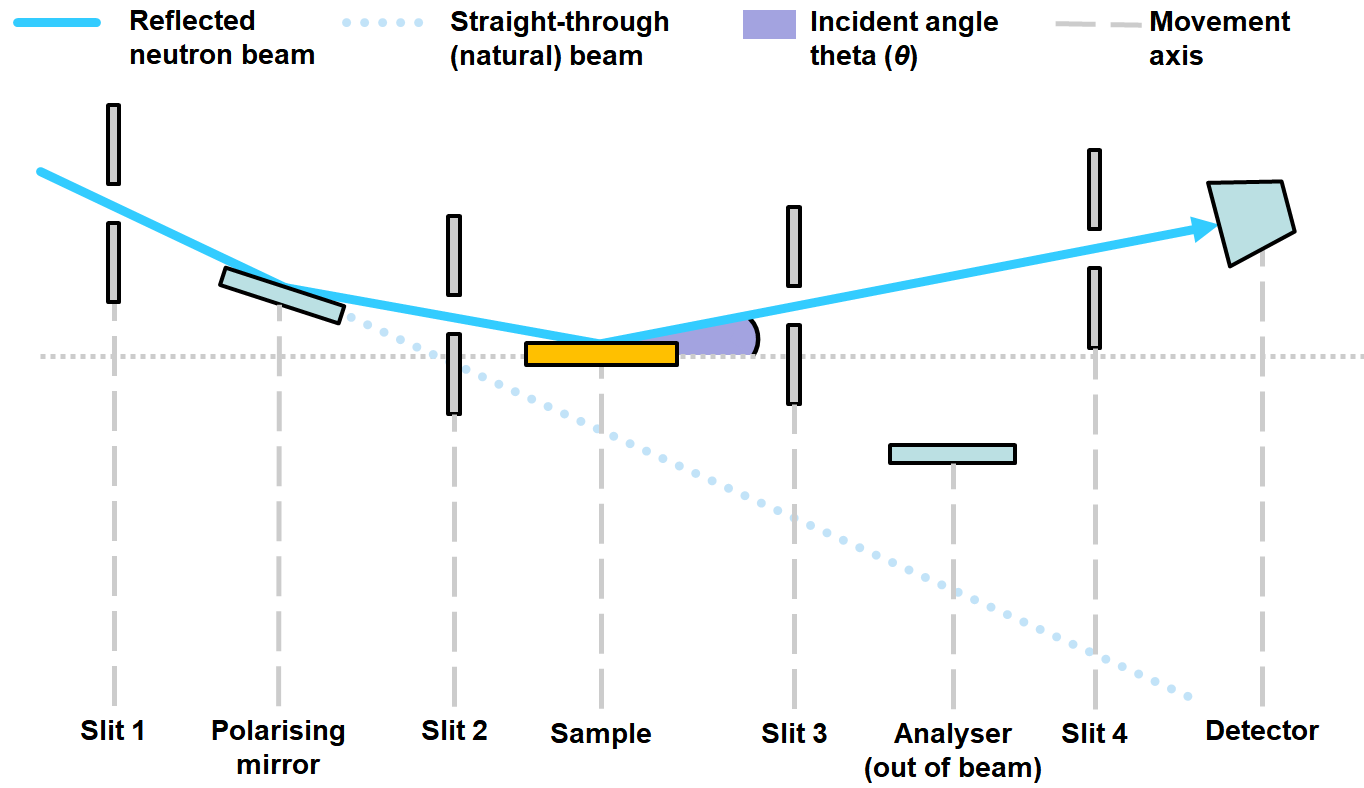 Reflected
neutron beam
Straight-through
(natural) beam
Incident angle
theta (θ)
Movement
axis
Slit 1
Polarising
mirror
Slit 2
Sample
Slit 3
Analyser
(out of beam)
Slit 4
Detector